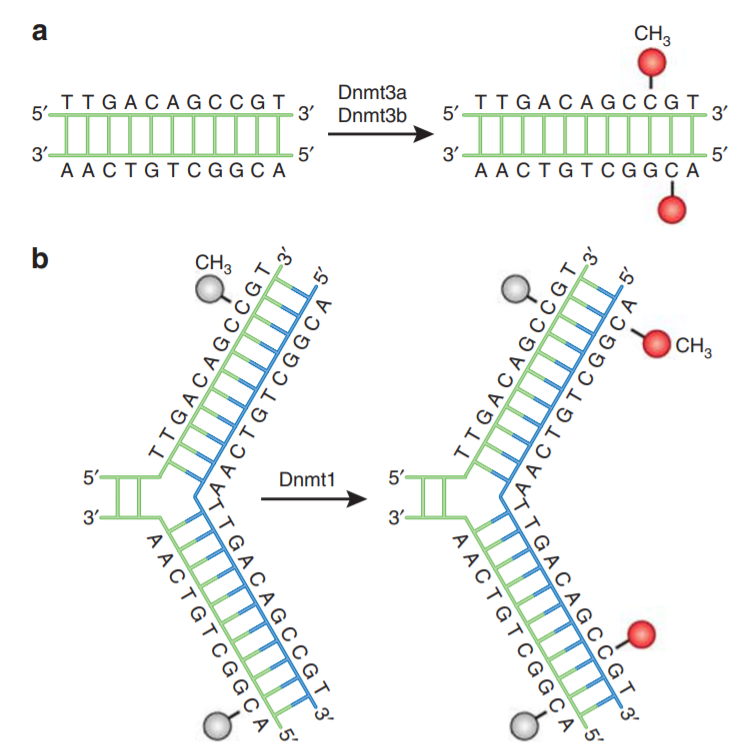 a
CH3
Dnmt3a
Dnmt3b
5′ T T G A C A G C C G T 3′
3′ A A C T G T C G G C A 5′
5′ T T G A C A G C C G T 3′
3′ A A C T G T C G G C A 5′
b
CH3
T T G A C A G C C G T 3′
A A C T G T C G G C A 5′
5′
3′
T T G A C A G C C G T 3′
A A C T G T C G G C A 5′
Dnmt1
T T G A C A G C C G T 3′
A A C T G T C G G C A 5′
CH3
5′
3′
T T G A C A G C C G T 3′
A A C T G T C G G C A 5′